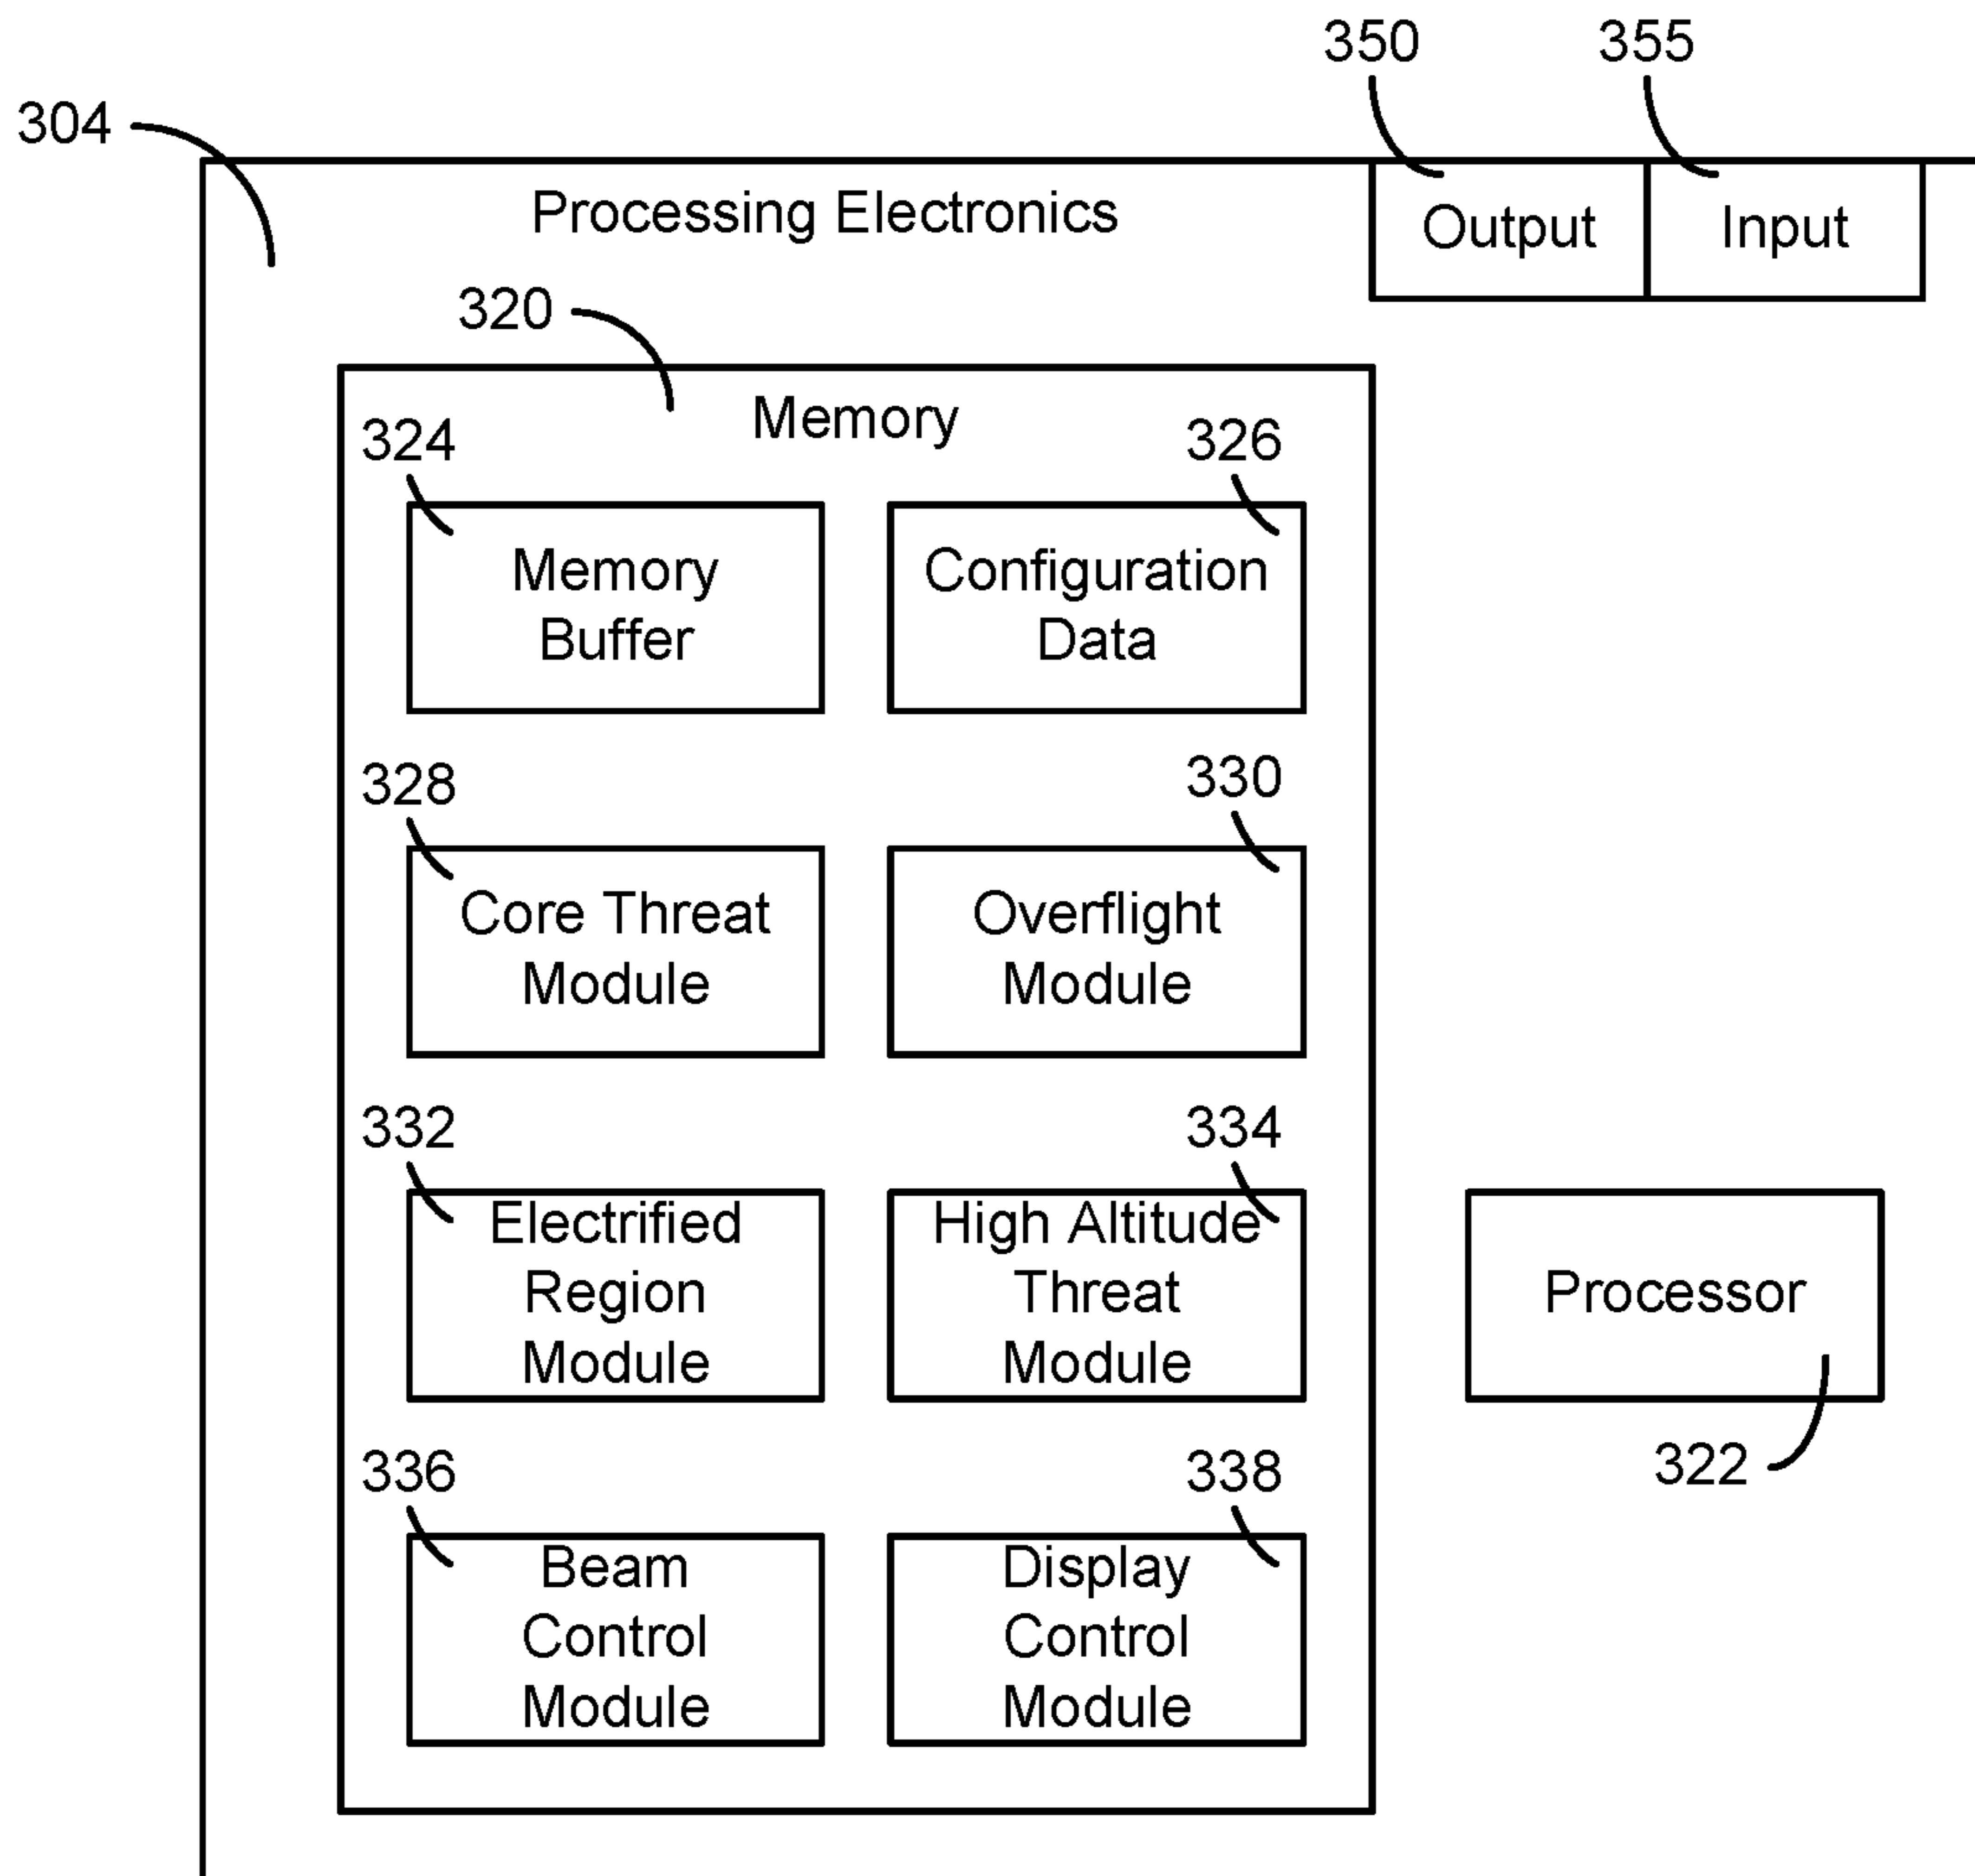 350
355
304
Processing Electronics
Output
Input
320
Memory
324
326
Memory
Buffer
Configuration
Data
328
330
Core Threat
Module
Overflight
Module
332
334
Electrified
Region
Module
High Altitude
Threat
Module
Processor
322
336
338
Beam
Control
Module
Display
Control
Module